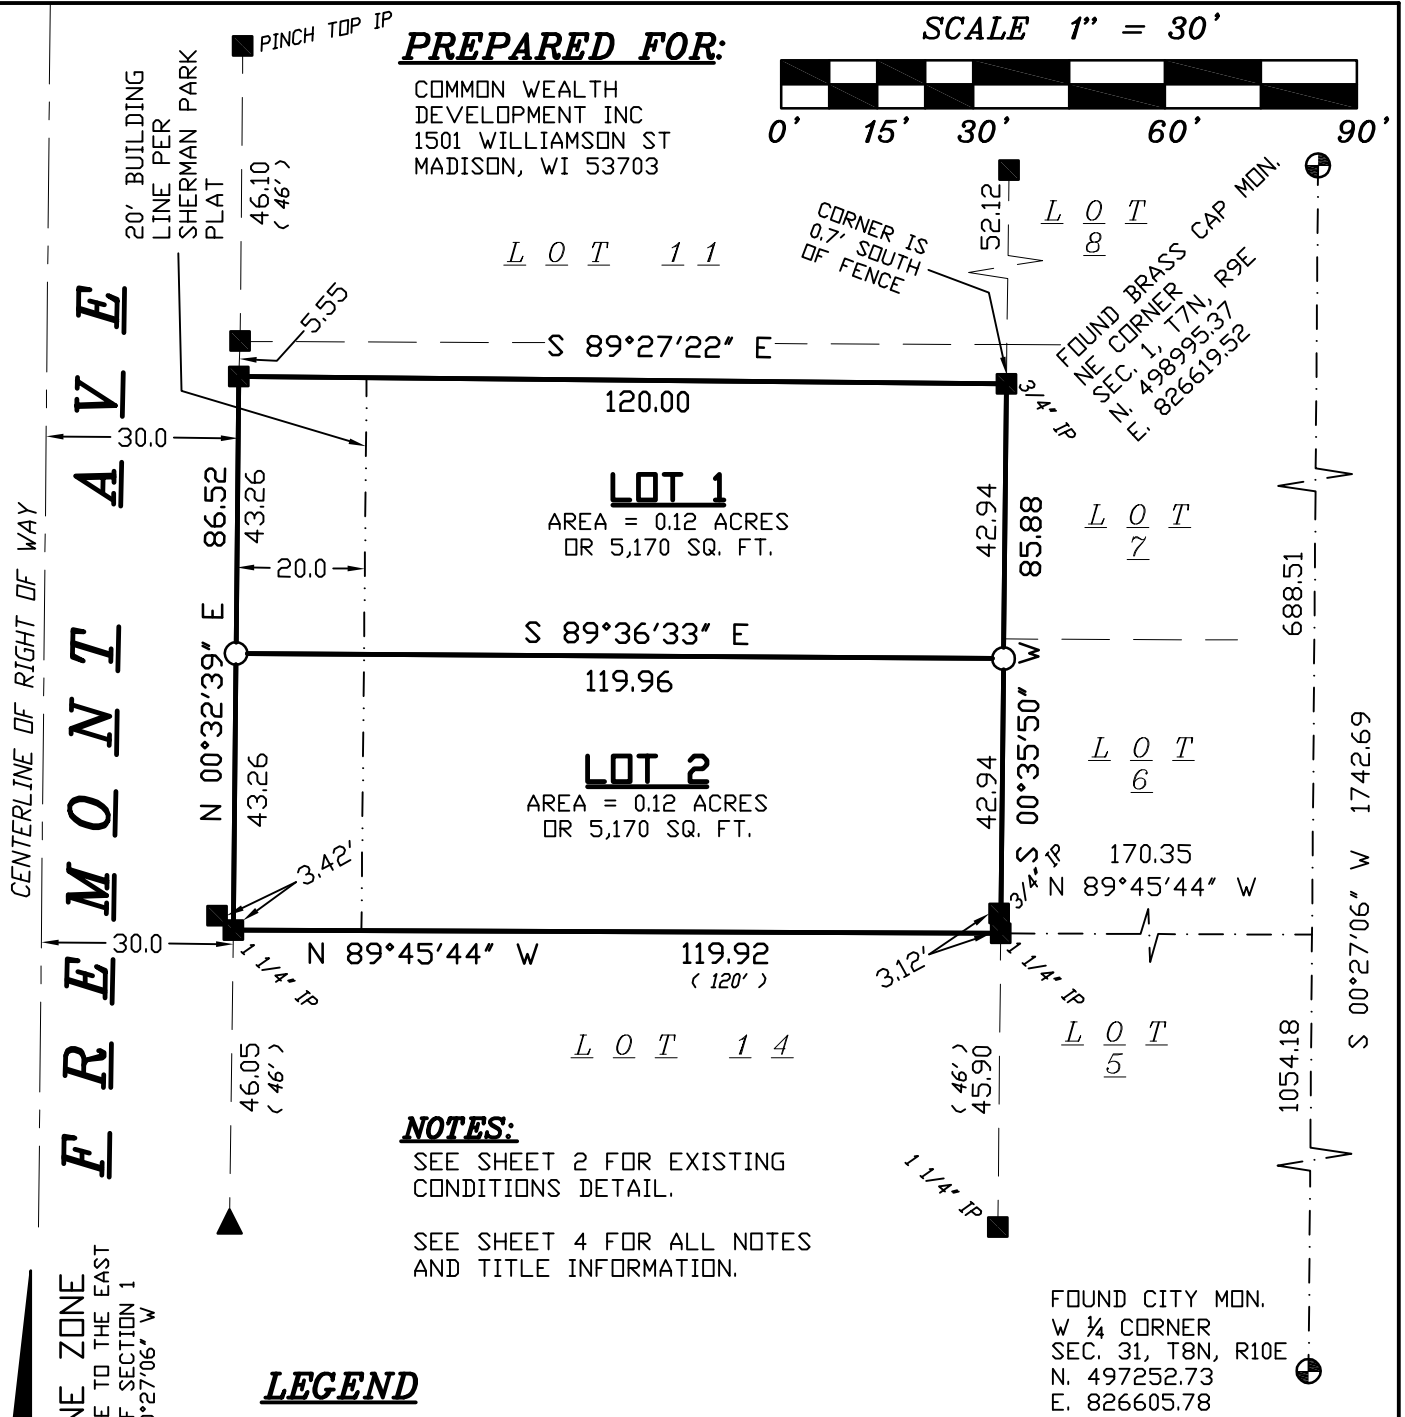 PINCH TOP IP
PREPARED FOR:
COMMON WEALTH
DEVELOPMENT INC
1501 WILLIAMSON ST
MADISON, WI 53703
SCALE 1" = 30'
0' 15' 30' 60' 90'
20' BUILDING
LINE PER
SHERMAN PARK
PLAT
46.10
( 46' )
LOT 11
CORNER IS
0.7' SOUTH
OF FENCE
52.12
LOT
8
FOUND BRASS CAP MON.
NE CORNER
SEC. 1, T7N, R9E
N. 498995.37
E. 826619.52
5.55
S 89°27'22" E
120.00
3/4" IP
30.0
86.52
43.26
LOT 1
AREA = 0.12 ACRES
OR 5,170 SQ. FT.
42.94
85.88
LOT
7
20.0
688.51
CENTERLINE OF RIGHT OF WAY
FREMONT AVE
S 89°36'33" E
119.96
N 00°32'39" E
43.26
LOT 2
AREA = 0.12 ACRES
OR 5,170 SQ. FT.
42.94
S 00°35'50" W
LOT
6
S 00°27'06" W 1742.69
3.42'
3/4" IP
170.35
N 89°45'44" W
30.0
1 1/4" IP
N 89°45'44" W
119.92
( 120' )
3.12'
1 1/4" IP
46.05
( 46' )
LOT 14
( 46' )
45.90
LOT
5
1054.18
NOTES:
SEE SHEET 2 FOR EXISTING
CONDITIONS DETAIL.
SEE SHEET 4 FOR ALL NOTES
AND TITLE INFORMATION.
1 1/4" IP
ZONE
TO THE EAST
SECTION 1
°27'06" W
FOUND CITY MON.
W ¼ CORNER
SEC. 31, T8N, R10E
N. 497252.73
E. 826605.78
LEGEND